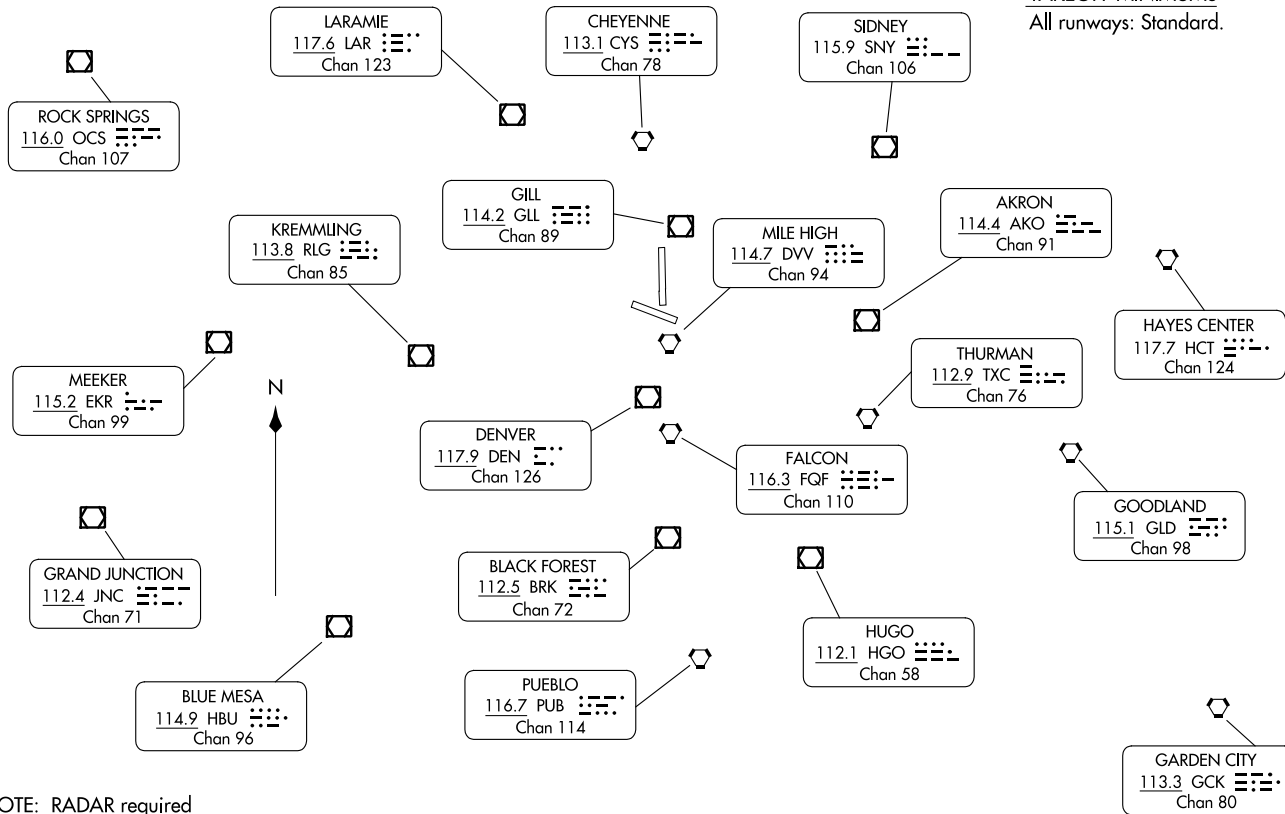 TAKEOFF MINIMUMS
All runways: Standard.
LARAMIE
117.6 LAR
Chan 123
CHEYENNE
113.1 CYS
Chan 78
SIDNEY
115.9 SNY
Chan 106
ROCK SPRINGS
116.0 OCS
Chan 107
GILL
114.2 GLL
Chan 89
KREMMLING
113.8 RLG
Chan 85
MILE HIGH
114.7 DVV
Chan 94
AKRON
114.4 AKO
Chan 91
HAYES CENTER
117.7 HCT
Chan 124
MEEKER
115.2 EKR
Chan 99
N
THURMAN
112.9 TXC
Chan 76
DENVER
117.9 DEN
Chan 126
FALCON
116.3 FQF
Chan 110
GOODLAND
115.1 GLD
Chan 98
GRAND JUNCTION
112.4 JNC
Chan 71
BLACK FOREST
112.5 BRK
Chan 72
HUGO
112.1 HGO
Chan 58
BLUE MESA
114.9 HBU
Chan 96
PUEBLO
116.7 PUB
Chan 114
GARDEN CITY
113.3 GCK
Chan 80
OTE: RADAR required